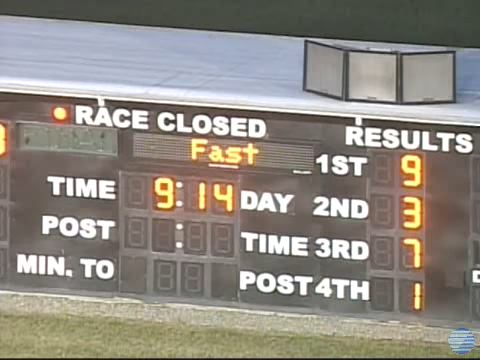 RACE CLOSED
RESULTS
Fast
1ST 9
TIME 9:14 DAY 2ND 3
POST : TIME 3RD 7
MIN. TO POST 4TH 1